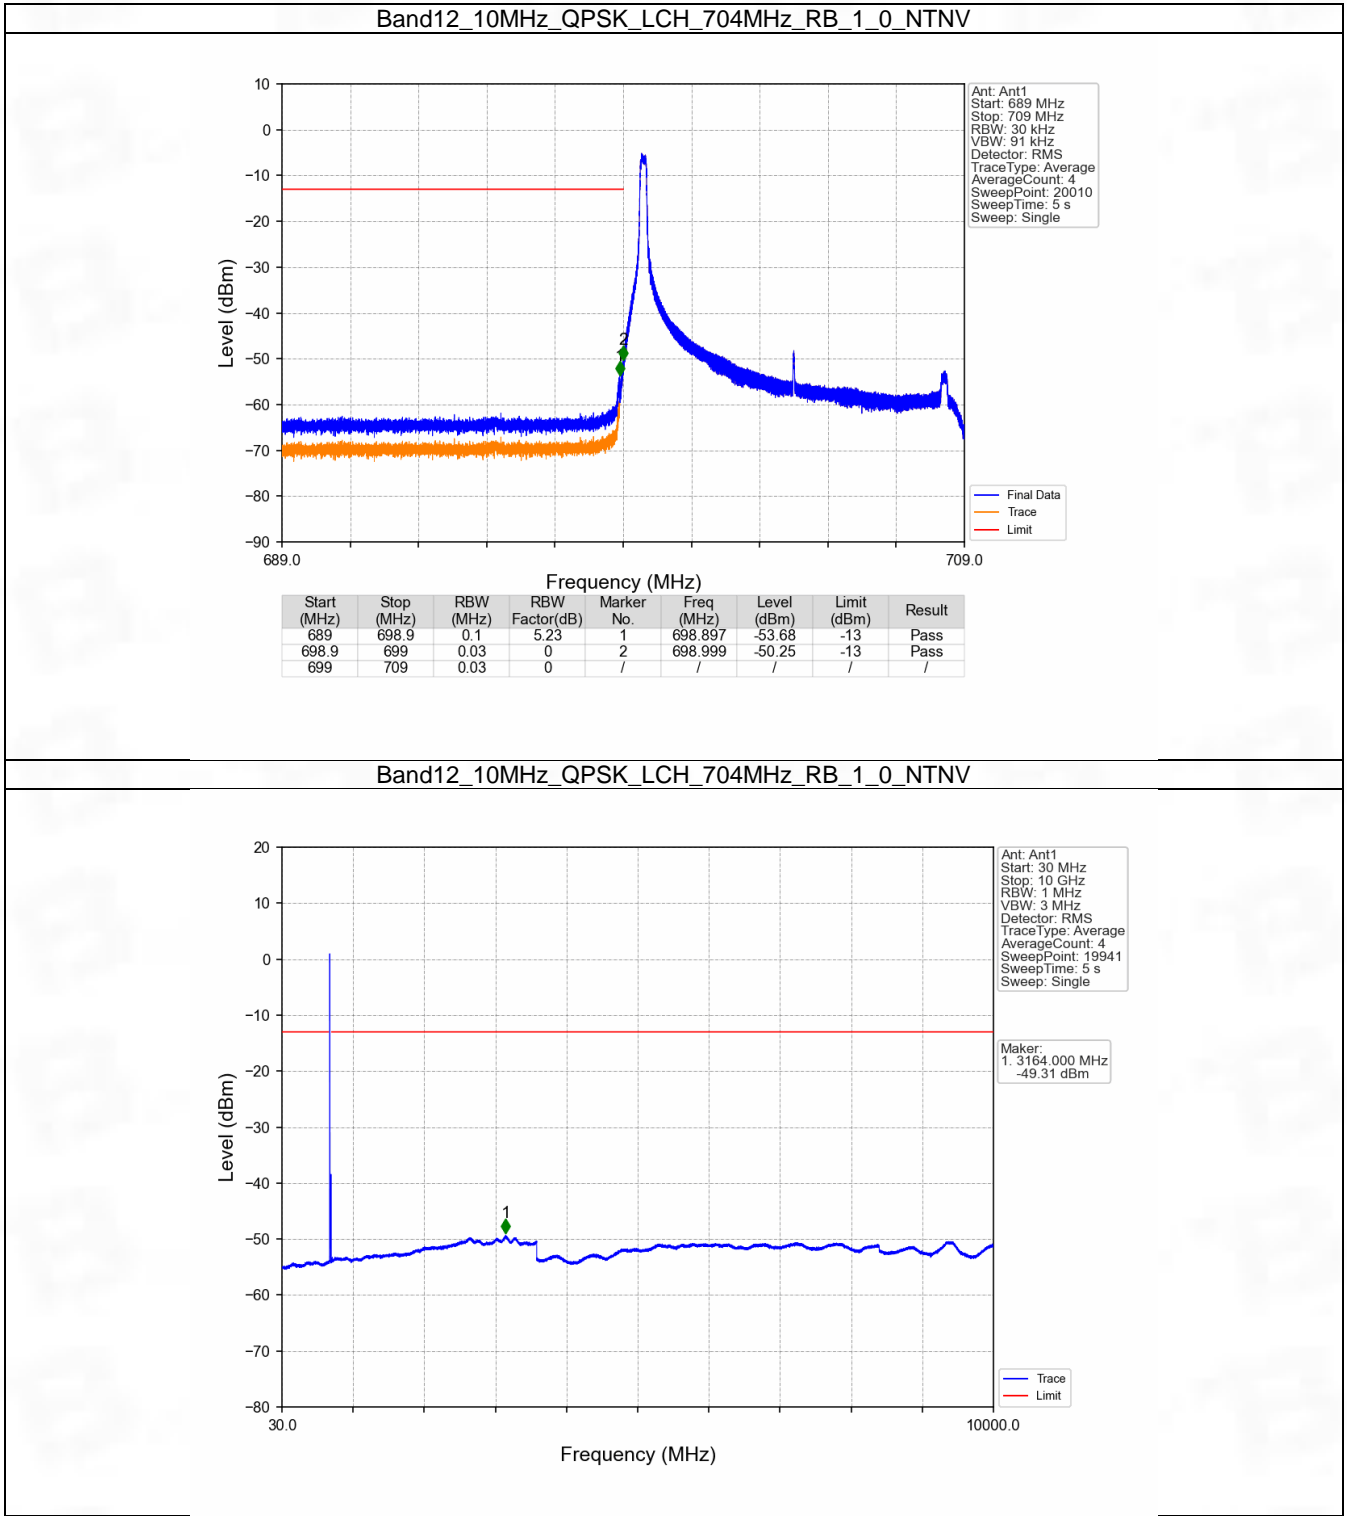 Band12_10MHz_QPSK_LCH_704MHz_RB_1_0_NTNV
10
0
−10
−20
−30
−40
−50
−60
−70
−80
−90
Level (dBm)
2
689.0
709.0
Frequency (MHz)
Ant: Ant1
Start: 689 MHz
Stop: 709 MHz
RBW: 30 kHz
VBW: 91 kHz
Detector: RMS
TraceType: Average
AverageCount: 4
SweepPoint: 20010
SweepTime: 5 s
Sweep: Single
Final Data
Trace
Limit
Start (MHz) Stop (MHz) RBW (MHz) RBW Factor(dB) Marker No. Freq (MHz) Level (dBm) Limit (dBm) Result
689 698.9 0.1 5.23 1 698.897 -53.68 -13 Pass
698.9 699 0.03 0 2 698.999 -50.25 -13 Pass
699 709 0.03 0 / / / / /
Band12_10MHz_QPSK_LCH_704MHz_RB_1_0_NTNV
20
10
0
−10
−20
−30
−40
−50
−60
−70
−80
Level (dBm)
1
30.0
10000.0
Frequency (MHz)
Ant: Ant1
Start: 30 MHz
Stop: 10 GHz
RBW: 1 MHz
VBW: 3 MHz
Detector: RMS
TraceType: Average
AverageCount: 4
SweepPoint: 19941
SweepTime: 5 s
Sweep: Single
Maker:
1. 3164.000 MHz
-49.31 dBm
Trace
Limit